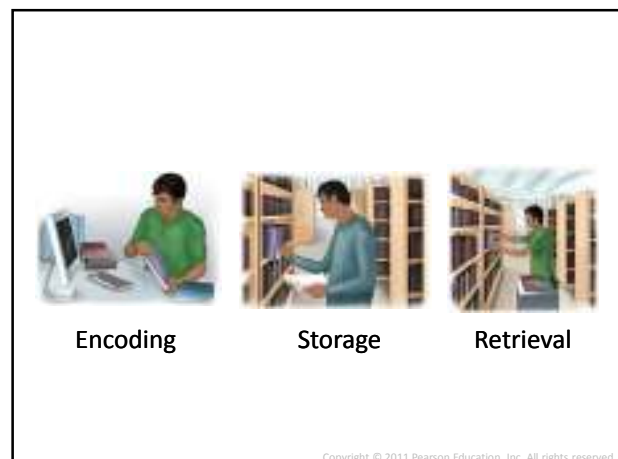 Encoding Storage Retrieval
Copyright © 2011 Pearson Education, Inc. All rights reserved.